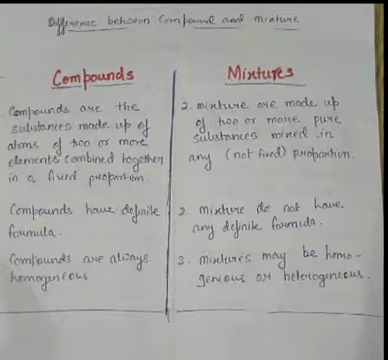 Difference between Compound and mixture
Compounds
Compounds are the
substances made up of
atoms of two or more
elements combined together
in a fixed proportion.
Compounds have definite
formula.
Compounds are always
homogeneous
Mixtures
2. mixture are made up
of two or more pure
substances mined in
any (not fixed) proportion.
2. mixture do not have
any definite formula.
3. mixtures may be homo-
genious or heterogeneous.